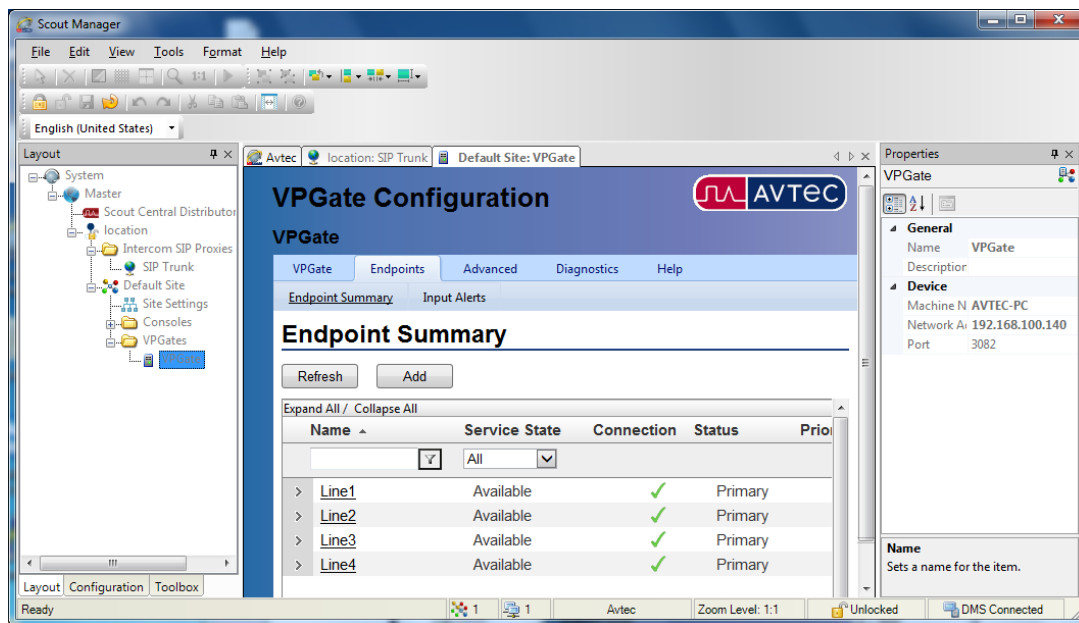 Scout Manager
File Edit View Tools Format Help
1:1
English (United States)
Layout
System
Master
Scout Central Distributor
location
Intercom SIP Proxies
SIP Trunk
Default Site
Site Settings
Consoles
VPGates
VPGate
Layout Configuration Toolbox
Avtec location: SIP Trunk Default Site: VPGate
VPGate Configuration
AVTEC
VPGate
VPGate Endpoints Advanced Diagnostics Help
Endpoint Summary Input Alerts
Endpoint Summary
Refresh Add
Expand All / Collapse All
Name Service State Connection Status Prior
All
Line1 Available Primary
Line2 Available Primary
Line3 Available Primary
Line4 Available Primary
Properties
VPGate
General
Name VPGate
Description
Device
Machine N AVTEC-PC
Network A 192.168.100.140
Port 3082
Name
Sets a name for the item.
Ready 1 1 Avtec Zoom Level: 1:1 Unlocked DMS Connected